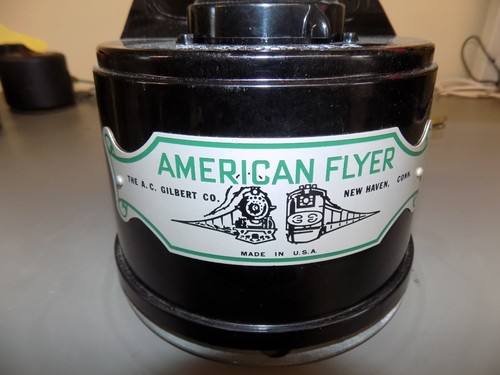 AMERICAN FLYER
THE A. C. GILBERT CO.
NEW HAVEN, CONN.
MADE IN U.S.A.